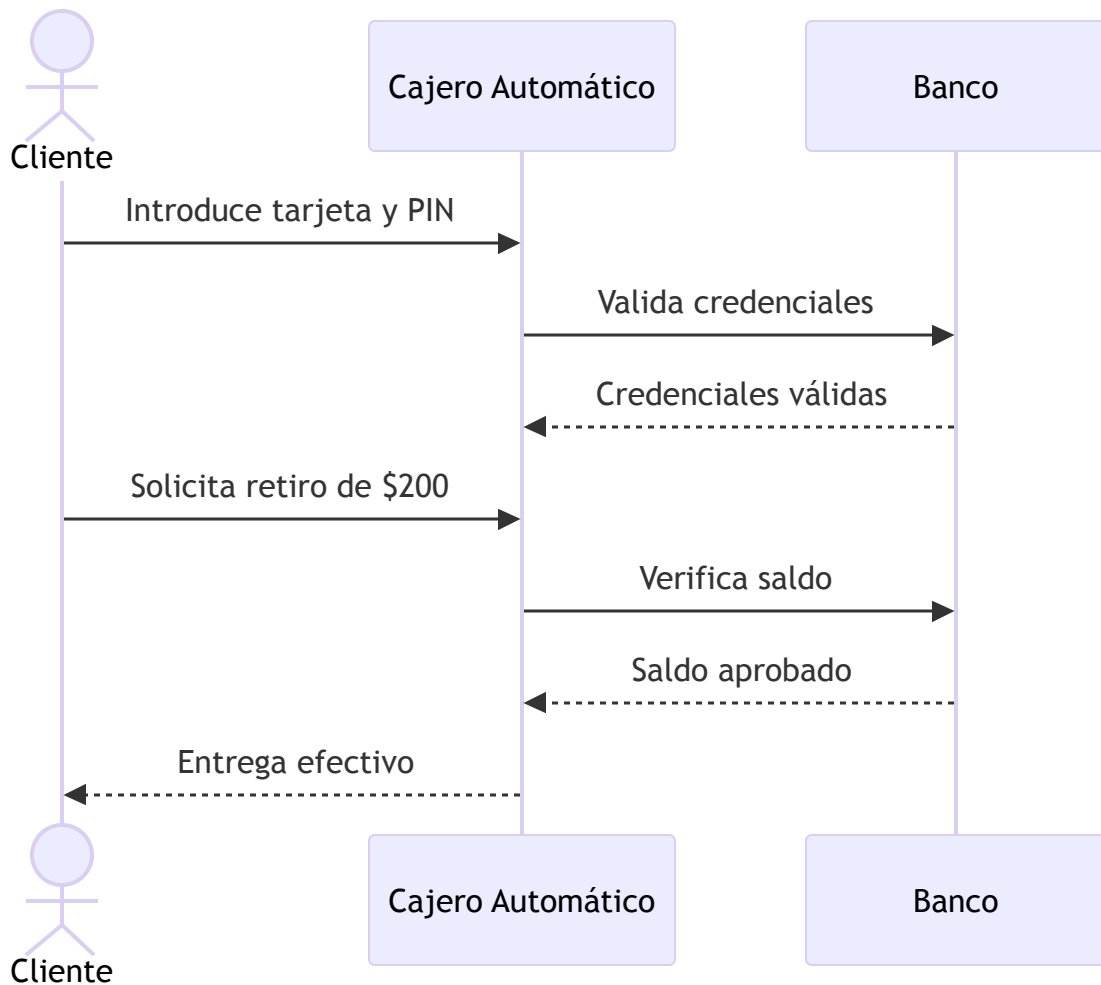 Cliente
Cajero Automático
Banco
Introduce tarjeta y PIN
Valida credenciales
Credenciales válidas
Solicita retiro de $200
Verifica saldo
Saldo aprobado
Entrega efectivo
Cliente
Cajero Automático
Banco